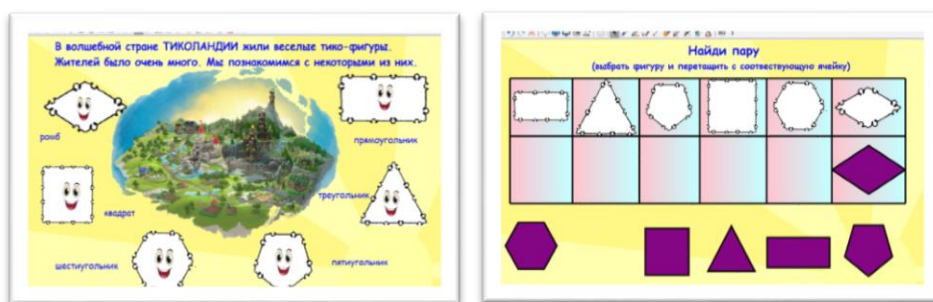 В волшебной стране ТИКОЛАНДИИ жили веселые тико-фигуры.
Жителей было очень много. Мы познакомимся с некоторыми из них.
ромб
прямоугольник
квадрат
треугольник
шестиугольник
пятиугольник
Найди пару
(выбрать фигуру и перетащить с соотвествующую ячейку)